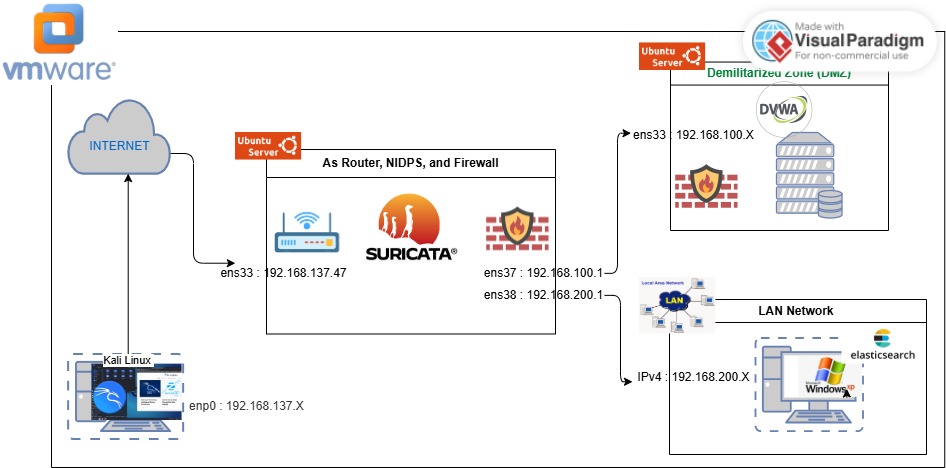 vmware®
Made with
Visual Paradigm
For non-commercial use
Ubuntu
Server
Demilitarized Zone (DMZ)
DVWA
INTERNET
ens33 : 192.168.100.X
Ubuntu
Server
As Router, NIDPS, and Firewall
SURICATA®
ens33 : 192.168.137.47
ens37 : 192.168.100.1
ens38 : 192.168.200.1
Local Area Network
LAN
LAN Network
elasticsearch
Kali Linux
IPv4 : 192.168.200.X
Microsoft
Windows xp
enp0 : 192.168.137.X